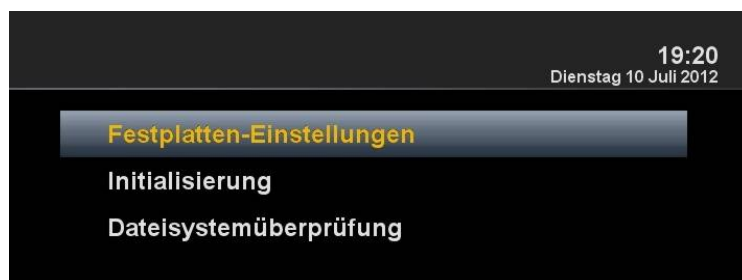 19:20
Dienstag 10 Juli 2012
Festplatten-Einstellungen
Initialisierung
Dateisystemüberprüfung